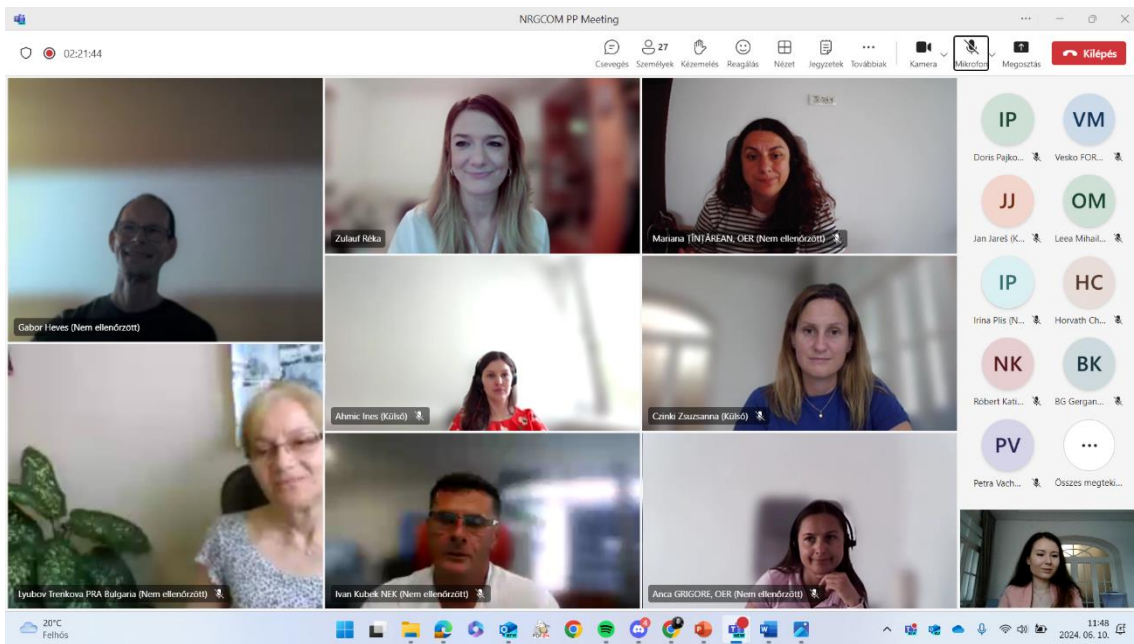 NRGCOM PP Meeting
02:21:44
27
Csevegés Személyek Kézemelés Reagálás Nézet Jegyzetek Továbbiak Kamera Mikrofon Megosztás Kilépés
Gabor Heves (Nem ellenőrzött)
Zulauf Réka
Mariana ȚÎNȚĂREAN, OER (Nem ellenőrzött)
Ahmic Ines (Külső)
Czinki Zsuzsanna (Külső)
Lyubov Trenkova PRA Bulgaria (Nem ellenőrzött)
Ivan Kubek NEK (Nem ellenőrzött)
Anca GRIGORE, OER (Nem ellenőrzött)
IP VM
Doris Pajko... Vesko FOR...
JJ OM
Jan Jareš (K... Leea Mihail...
IP HC
Irina Plis (N... Horvath Ch...
NK BK
Róbert Kati... BG Gergan...
PV ...
Petra Vach... Összes megteki...
20°C
Felhős
11:48
2024. 06. 10.